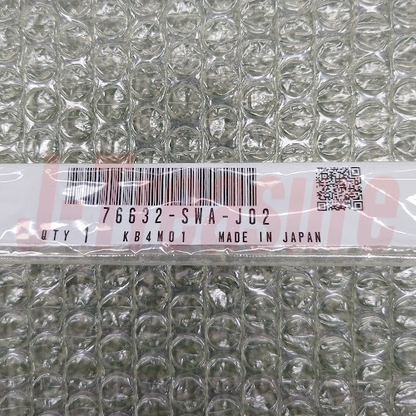 76632-SWA-J02
QTY 1 KB4M01 MADE IN JAPAN